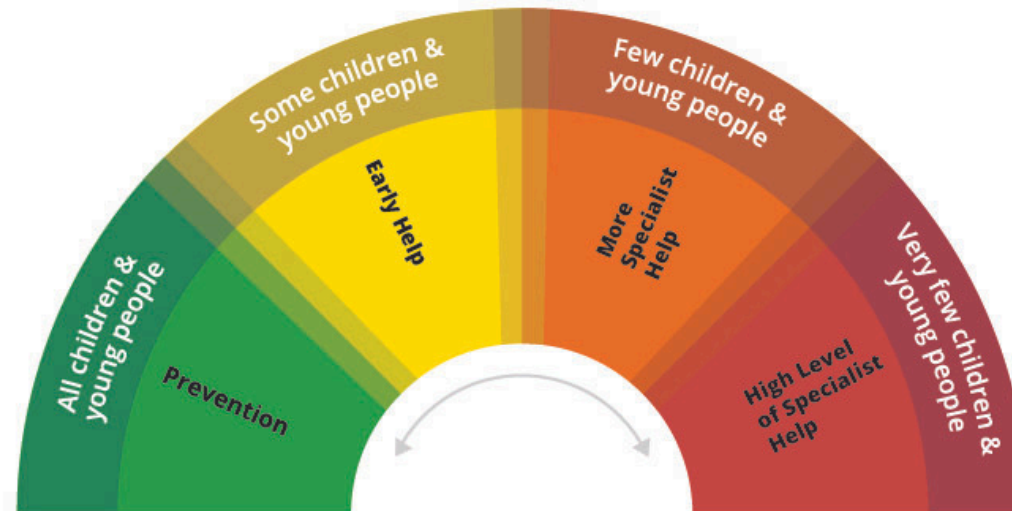 All children &
young people
Prevention
Some children &
young people
Early Help
Few children &
young people
More
Specialist
Help
Very few children &
young people
High Level
of Specialist
Help